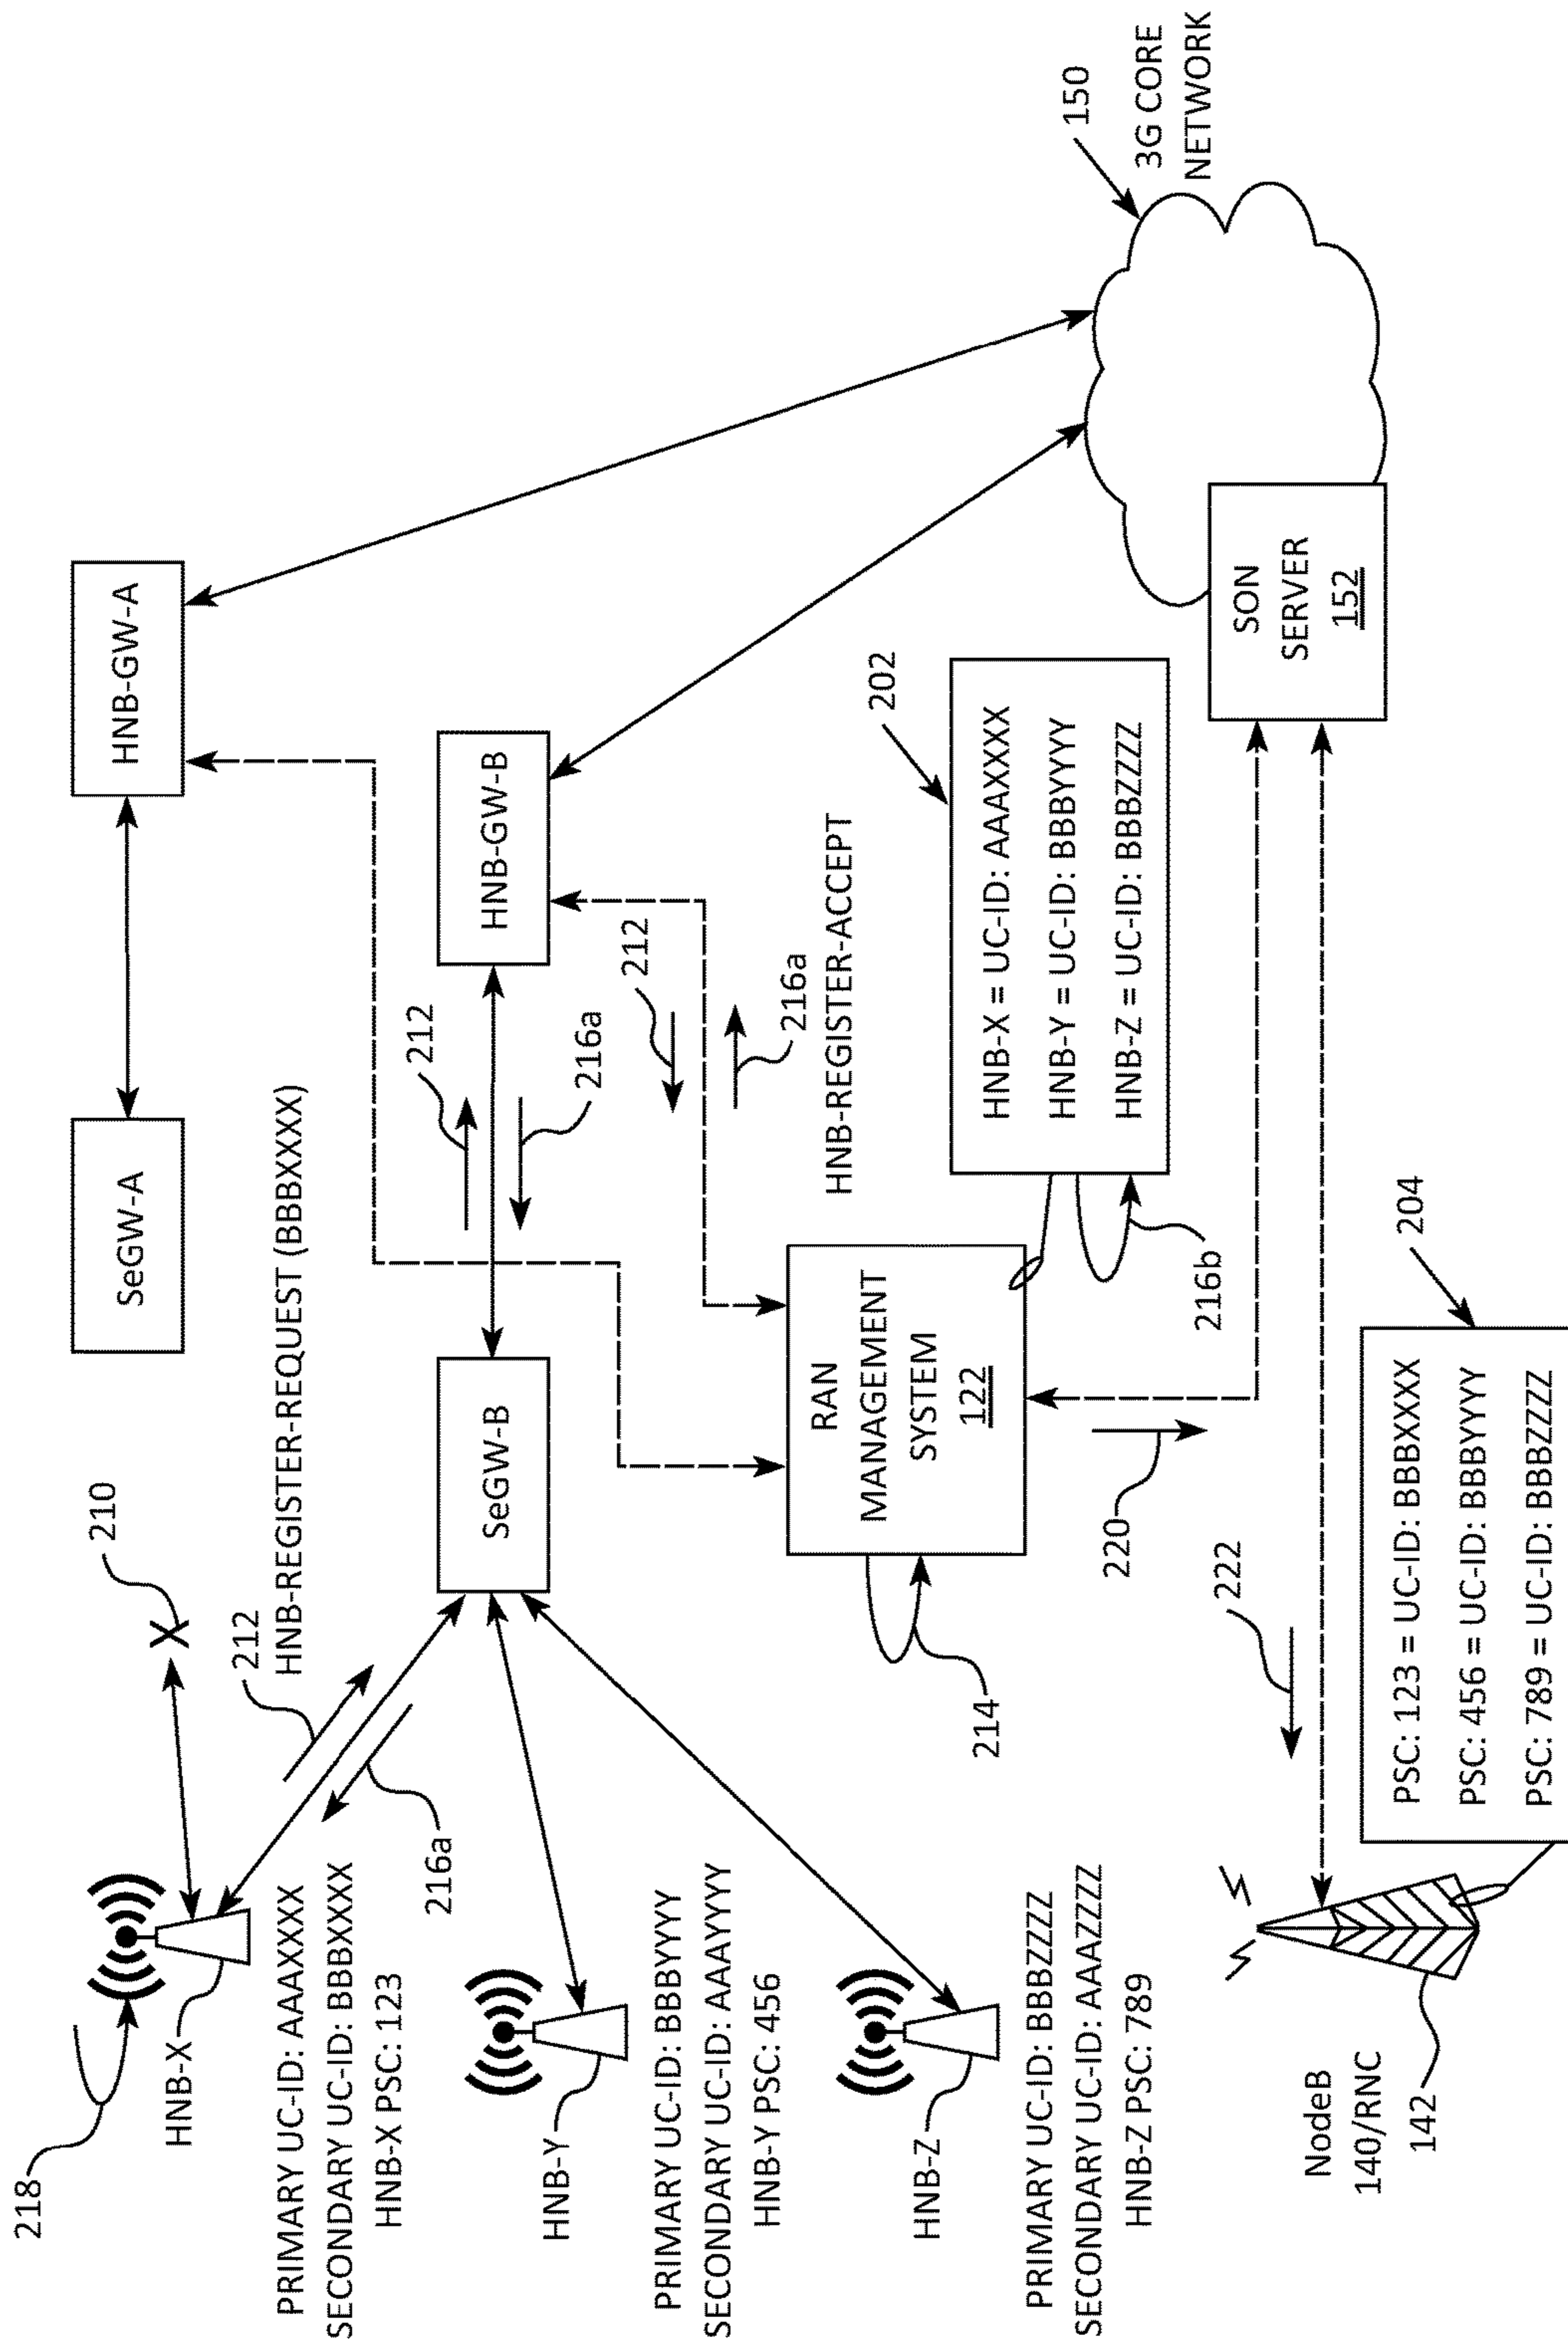 218
HNB-X
PRIMARY UC-ID: AAAXXXX
SECONDARY UC-ID: BBBXXXX
HNB-X PSC: 123
210
X
212
HNB-REGISTER-REQUEST (BBBXXXX)
216a
SeGW-A
HNB-GW-A
HNB-Y
PRIMARY UC-ID: BBBYYYY
SECONDARY UC-ID: AAAYYYY
HNB-Y PSC: 456
SeGW-B
212
216a
HNB-GW-B
212
216a
HNB-REGISTER-ACCEPT
HNB-Z
PRIMARY UC-ID: BBBZZZZ
SECONDARY UC-ID: AAAZZZZ
HNB-Z PSC: 789
214
RAN
MANAGEMENT
SYSTEM
122
202
HNB-X = UC-ID: AAAXXXX
HNB-Y = UC-ID: BBBYYYY
HNB-Z = UC-ID: BBBZZZZ
216b
150
3G CORE
NETWORK
220
SON
SERVER
152
222
NodeB
140/RNC
142
204
PSC: 123 = UC-ID: BBBXXXX
PSC: 456 = UC-ID: BBBYYYY
PSC: 789 = UC-ID: BBBZZZZ